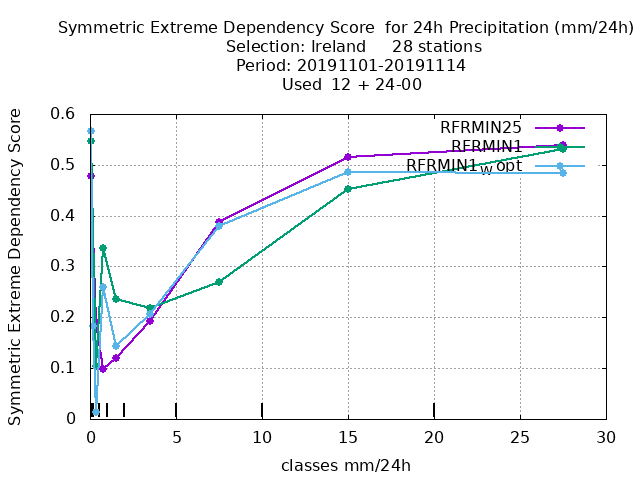 Symmetric Extreme Dependency Score  for 24h Precipitation (mm/24h)
Selection: Ireland     28 stations
Period: 20191101-20191114
Used  12 + 24-00
RFRMIN25
RFRMIN1
RFRMIN1w opt
Symmetric Extreme Dependency Score
0.6
0.5
0.4
0.3
0.2
0.1
0
0 5 10 15 20 25 30
classes mm/24h